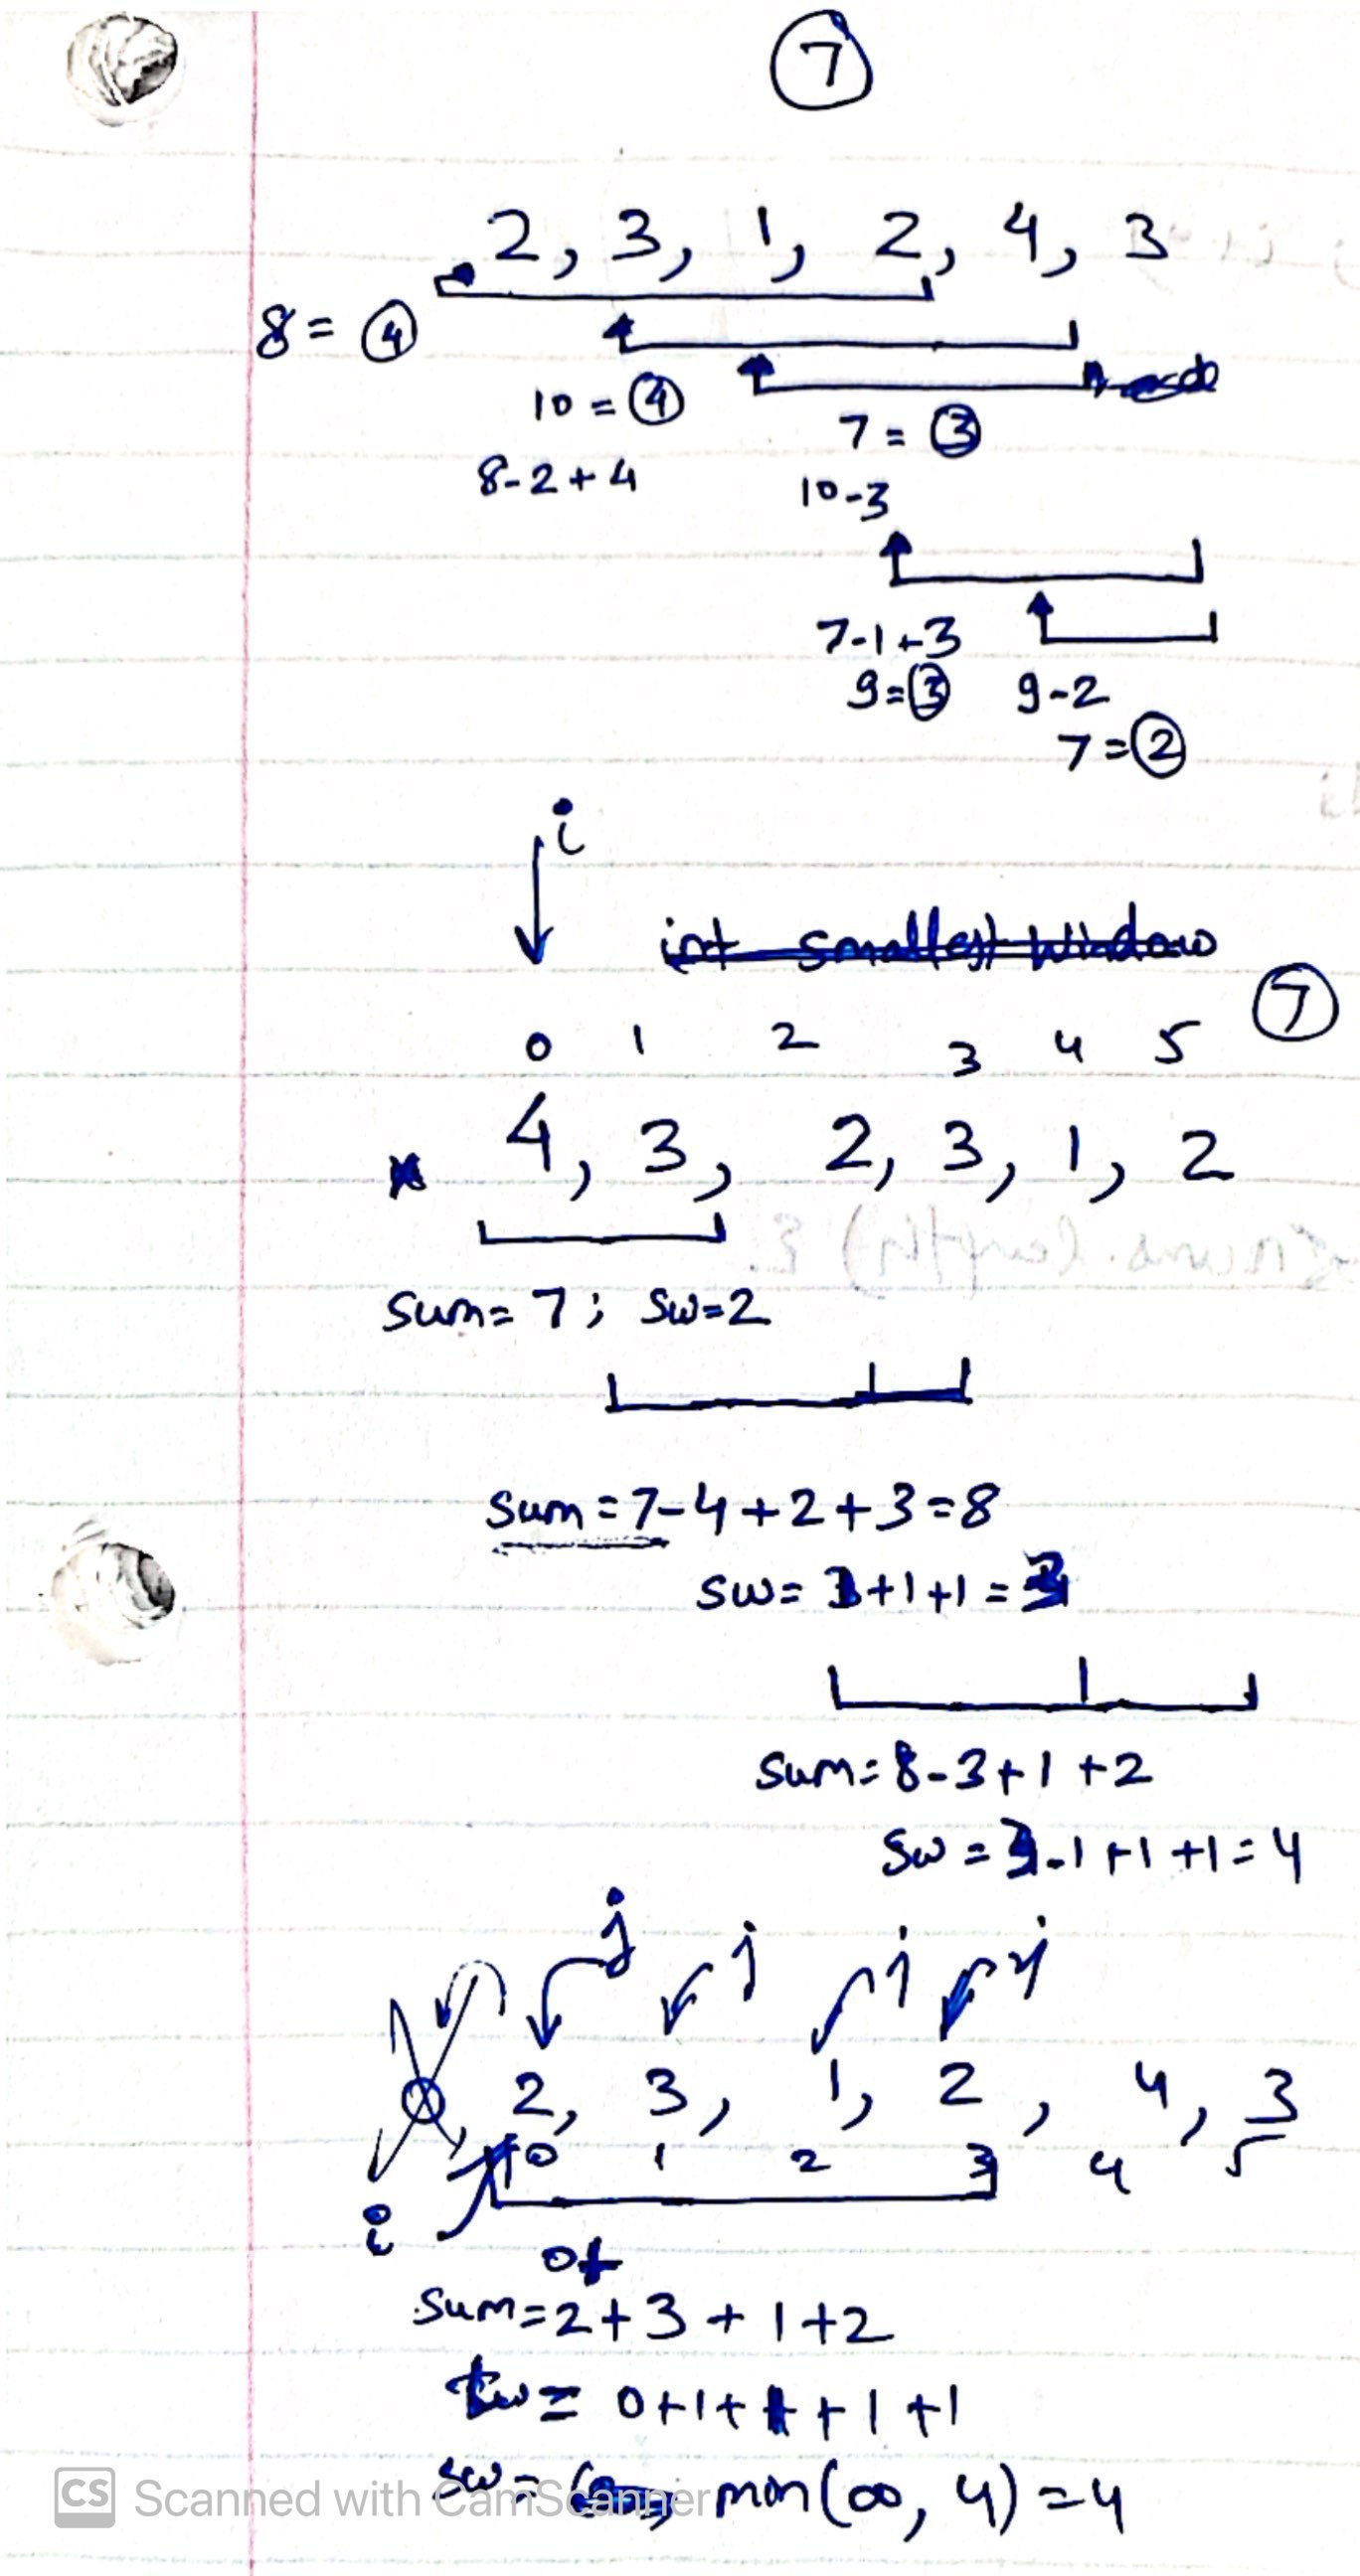 7
2, 3, 1, 2, 4, 3
8 = 4
10 = 4
7 = 3
8-2+4
10-3
7-1+3
9=3 9-2
7=2
i
int smallest window
7
0 1 2 3 4 5
4, 3, 2, 3, 1, 2
sum= 7; sw=2
sum=7-4+2+3=8
sw= +1+1=3
sum=8-3+1+2
sw = -1+1+1=4
j j j j
2, 3, 1, 2, 4, 3
0 1 2 3 4 5
i
0+
sum=2+3+1+2
tw= 0+1+1+1+1
sw= min(∞, 4)=4
CS Scanned with CamScanner